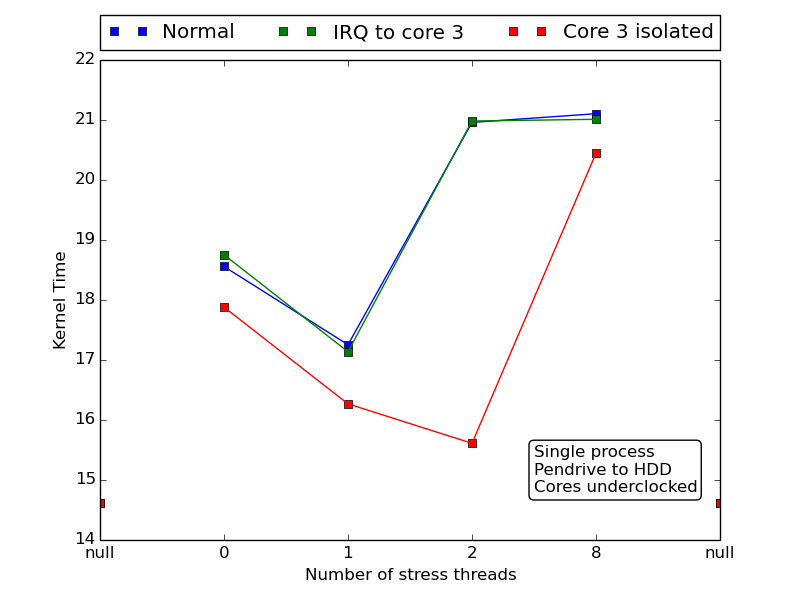 Normal IRQ to core 3 Core 3 isolated
22
21
20
19
18
17
16
15
14
Kernel Time
Single process
Pendrive to HDD
Cores underclocked
null 0 1 2 8 null
Number of stress threads